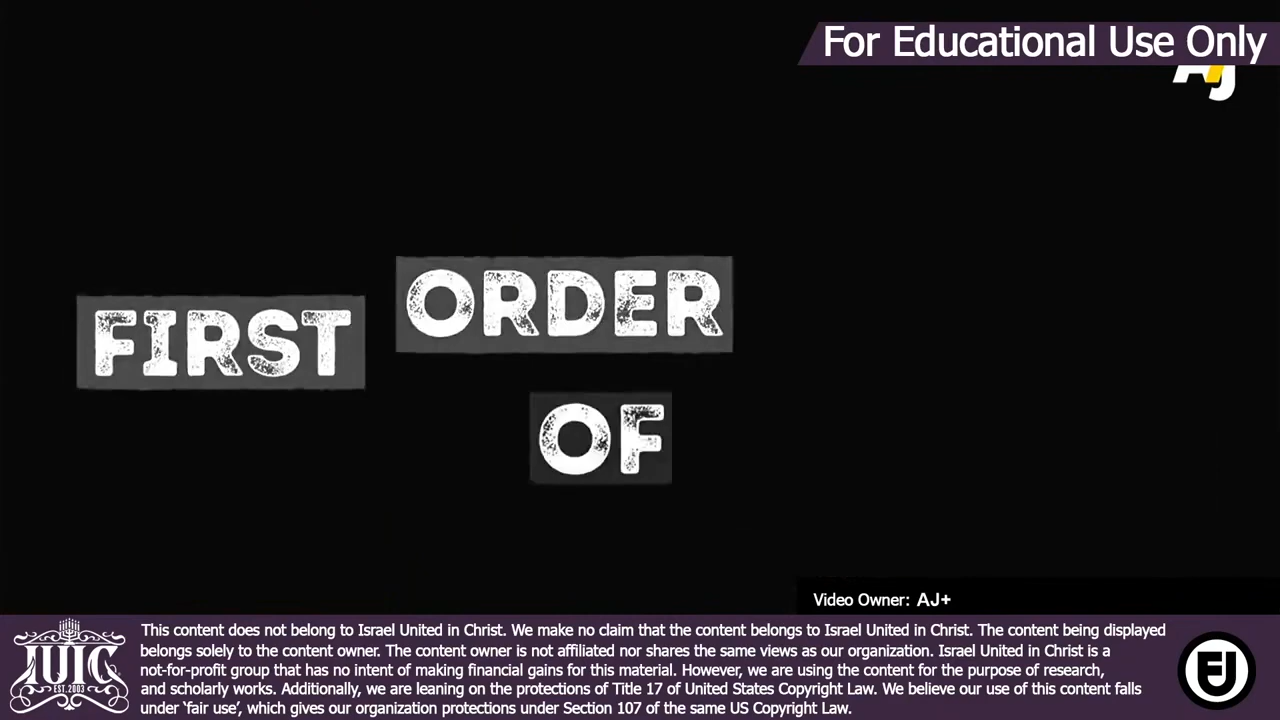 For Educational Use Only
AJ
FIRST
ORDER
OF
Video Owner: AJ+
This content does not belong to Israel United in Christ. We make no claim that the content belongs to Israel United in Christ. The content being displayed
belongs solely to the content owner. The content owner is not affiliated nor shares the same views as our organization. Israel United in Christ is a
not-for-profit group that has no intent of making financial gains for this material. However, we are using the content for the purpose of research,
and scholarly works. Additionally, we are leaning on the protections of Title 17 of United States Copyright Law. We believe our use of this content falls
under ‘fair use’, which gives our organization protections under Section 107 of the same US Copyright Law.
IUIC
EST. 2003